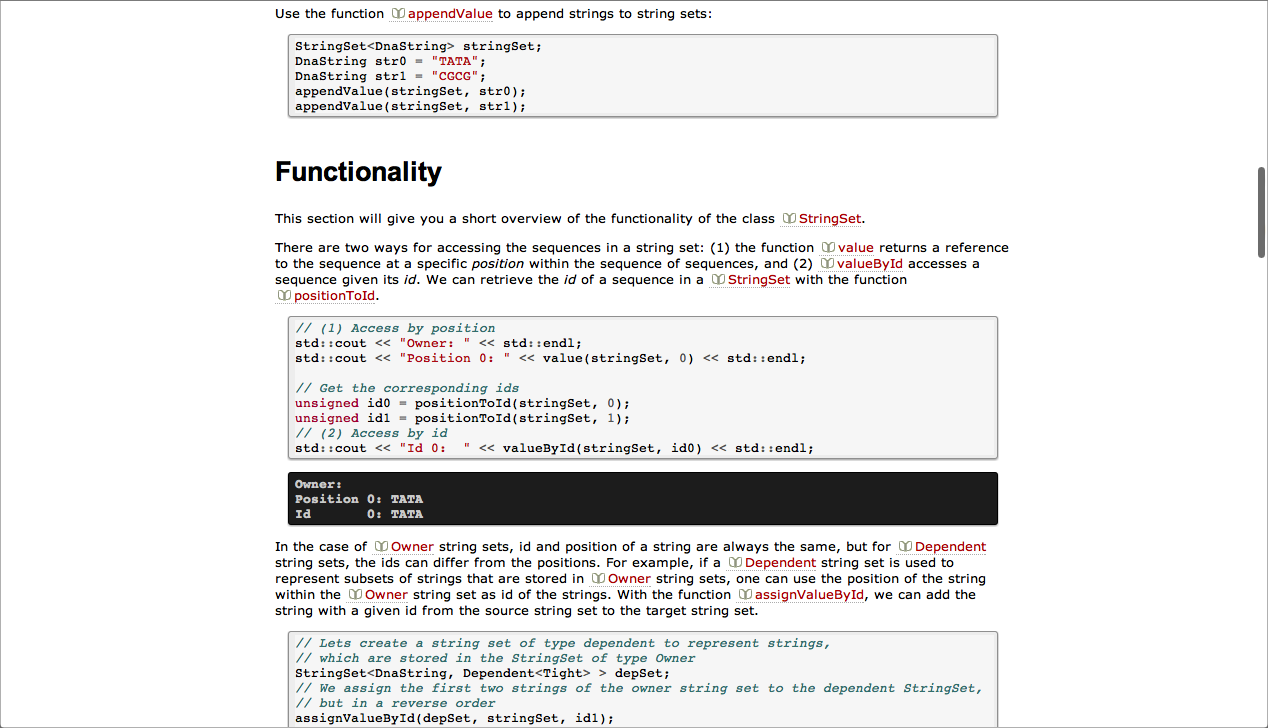 Use the function appendValue to append strings to string sets:
StringSet<DnaString> stringSet;
DnaString str0 = "TATA";
DnaString str1 = "CGCG";
appendValue(stringSet, str0);
appendValue(stringSet, str1);
Functionality
This section will give you a short overview of the functionality of the class StringSet.
There are two ways for accessing the sequences in a string set: (1) the function value returns a reference
to the sequence at a specific position within the sequence of sequences, and (2) valueById accesses a
sequence given its id. We can retrieve the id of a sequence in a StringSet with the function
positionToId.
// (1) Access by position
std::cout << "Owner: " << std::endl;
std::cout << "Position 0: " << value(stringSet, 0) << std::endl;
// Get the corresponding ids
unsigned id0 = positionToId(stringSet, 0);
unsigned id1 = positionToId(stringSet, 1);
// (2) Access by id
std::cout << "Id 0:  " << valueById(stringSet, id0) << std::endl;
Owner:
Position 0: TATA
Id       0: TATA
In the case of Owner string sets, id and position of a string are always the same, but for Dependent
string sets, the ids can differ from the positions. For example, if a Dependent string set is used to
represent subsets of strings that are stored in Owner string sets, one can use the position of the string
within the Owner string set as id of the strings. With the function assignValueById, we can add the
string with a given id from the source string set to the target string set.
// Lets create a string set of type dependent to represent strings,
// which are stored in the StringSet of type Owner
StringSet<DnaString, Dependent<Tight> > depSet;
// We assign the first two strings of the owner string set to the dependent StringSet,
// but in a reverse order
assignValueById(depSet, stringSet, id1);